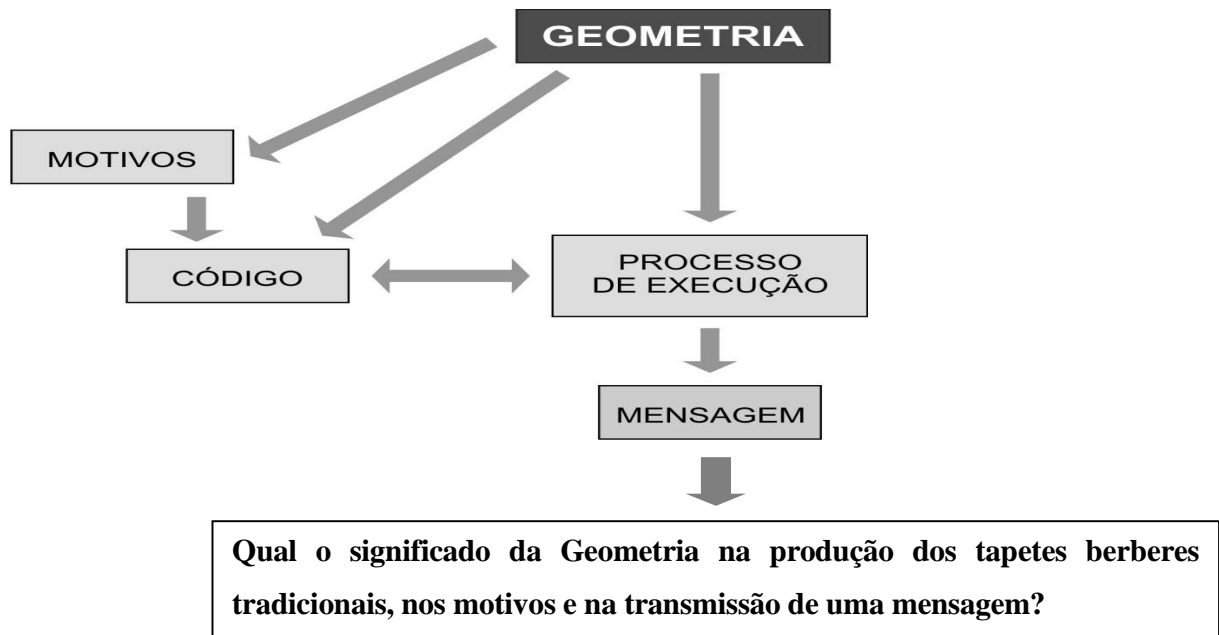 GEOMETRIA
MOTIVOS
CÓDIGO
PROCESSO
DE EXECUÇÃO
MENSAGEM
Qual o significado da Geometria na produção dos tapetes berberes
tradicionais, nos motivos e na transmissão de uma mensagem?